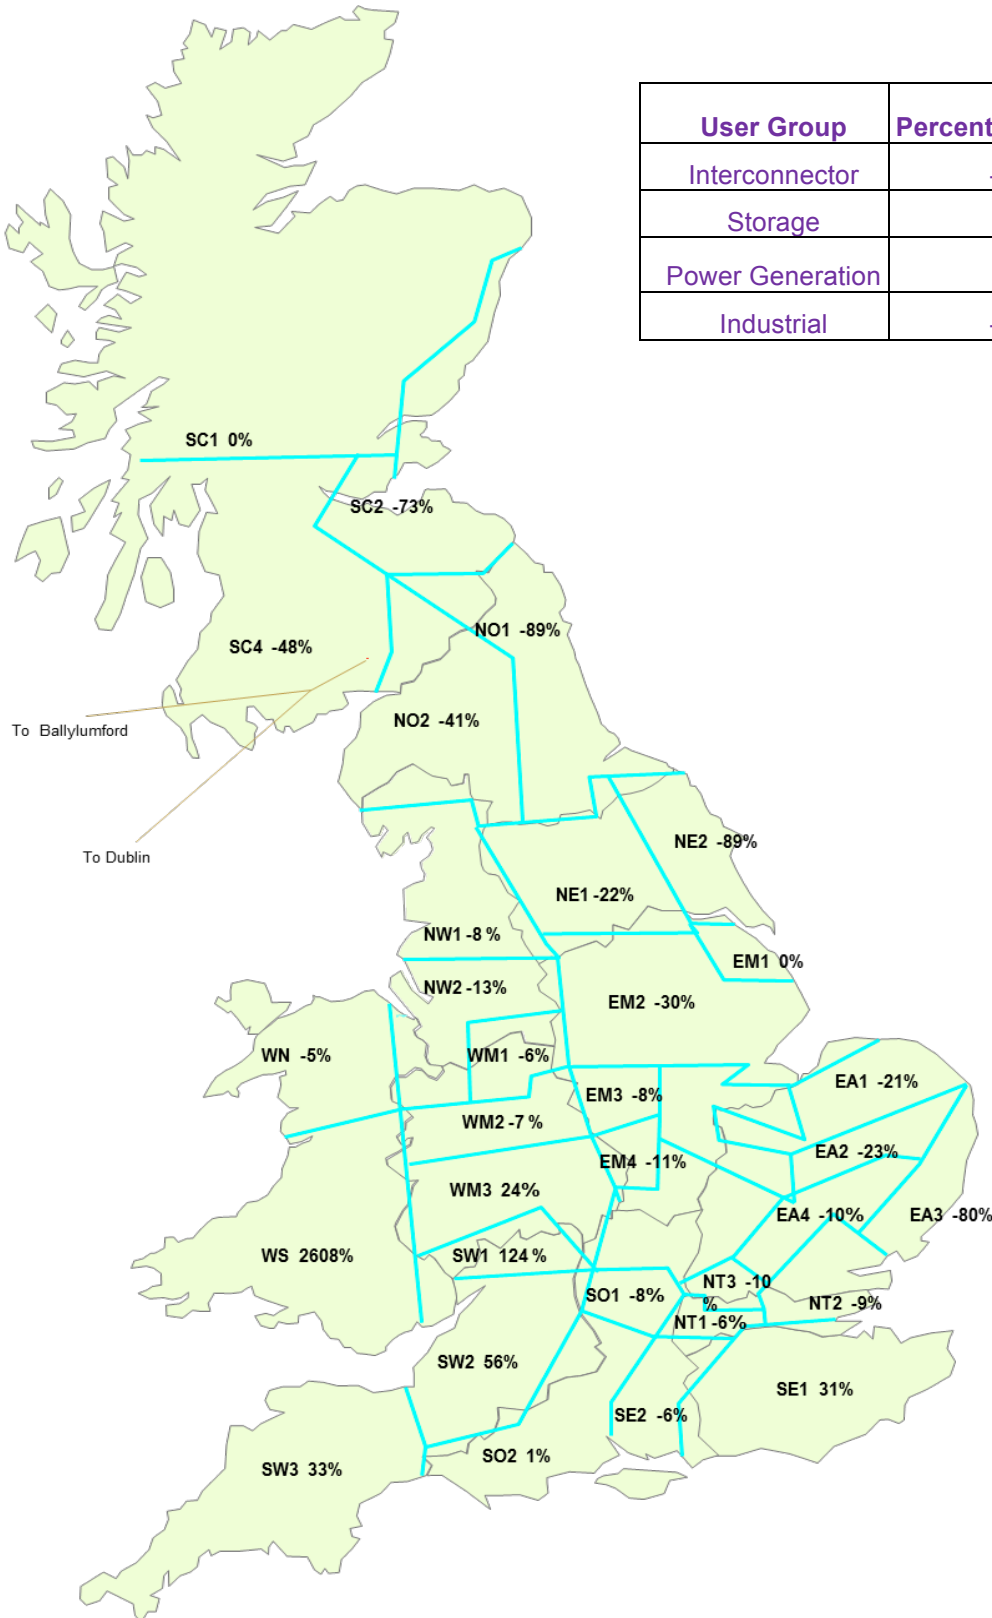 User Group Percent
Interconnector -
Storage
Power Generation
Industrial -
SC1 0%
SC2 -73%
NO1 -89%
SC4 -48%
NO2 -41%
To Ballylumford
NE2 -89%
To Dublin
NE1 -22%
NW1 -8 %
EM1 0%
NW2 -13%
EM2 -30%
WN -5%
WM1 -6%
EA1 -21%
EM3 -8%
WM2 -7 %
EA2 -23%
EM4 -11%
WM3 24%
EA4 -10%
EA3 -80%
WS 2608%
SW1 124 %
NT3 -10
%
SO1 -8%
NT2 -9%
NT1 -6%
SW2 56%
SE1 31%
SE2 -6%
SO2 1%
SW3 33%